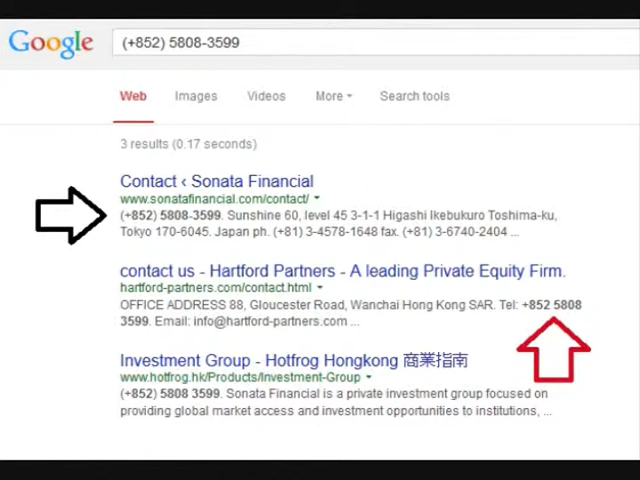 Google (+852) 5808-3599
Web Images Videos More Search tools
3 results (0.17 seconds)
Contact ‹ Sonata Financial
www.sonatafinancial.com/contact/
(+852) 5808-3599. Sunshine 60, level 45 3-1-1 Higashi Ikebukuro Toshima-ku,
Tokyo 170-6045. Japan ph. (+81) 3-4578-1648 fax. (+81) 3-6740-2404 ...
contact us - Hartford Partners - A leading Private Equity Firm.
hartford-partners.com/contact.html
OFFICE ADDRESS 88, Gloucester Road, Wanchai Hong Kong SAR. Tel: +852 5808
3599. Email: info@hartford-partners.com ...
Investment Group - Hotfrog Hongkong 商業指南
www.hotfrog.hk/Products/Investment-Group
(+852) 5808 3599. Sonata Financial is a private investment group focused on
providing global market access and investment opportunities to institutions, ...